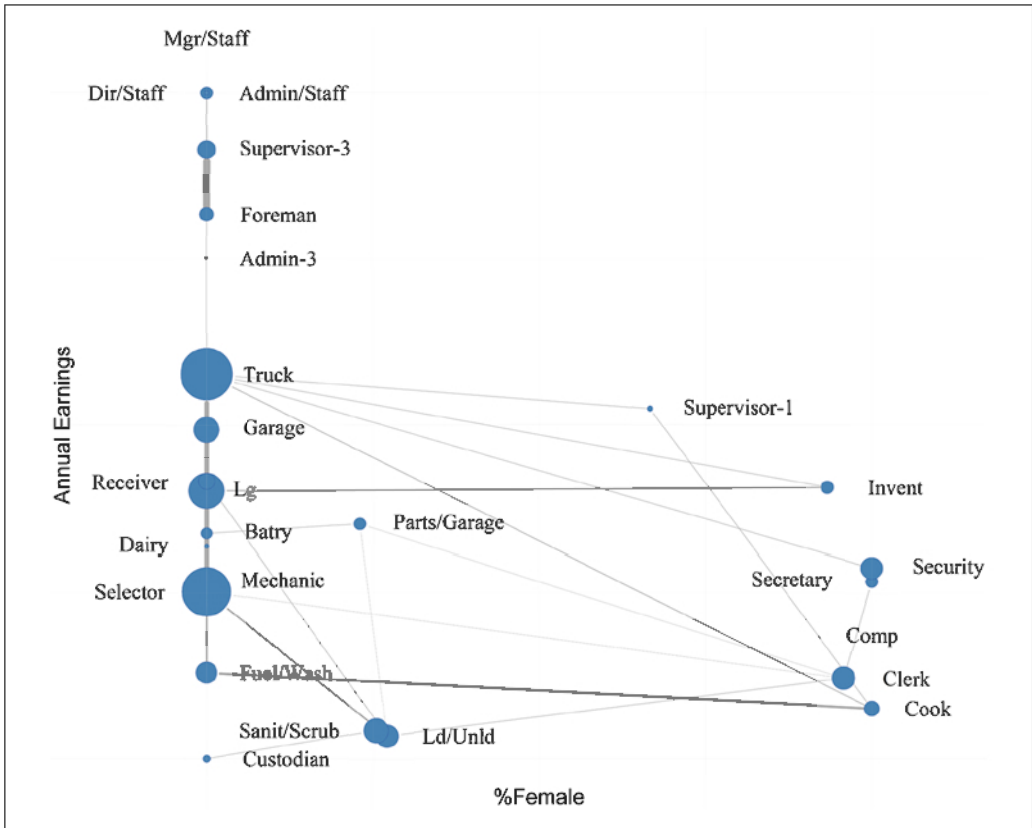 Mgr/Staff
Dir/Staff
Admin/Staff
Supervisor-3
Foreman
Admin-3
Truck
Supervisor-1
Garage
Receiver
Lg
Invent
Parts/Garage
Batry
Dairy
Security
Secretary
Mechanic
Selector
Comp
Fuel/Wash
Clerk
Cook
Sanit/Scrub
Ld/Unld
Custodian
Annual Earnings
%Female